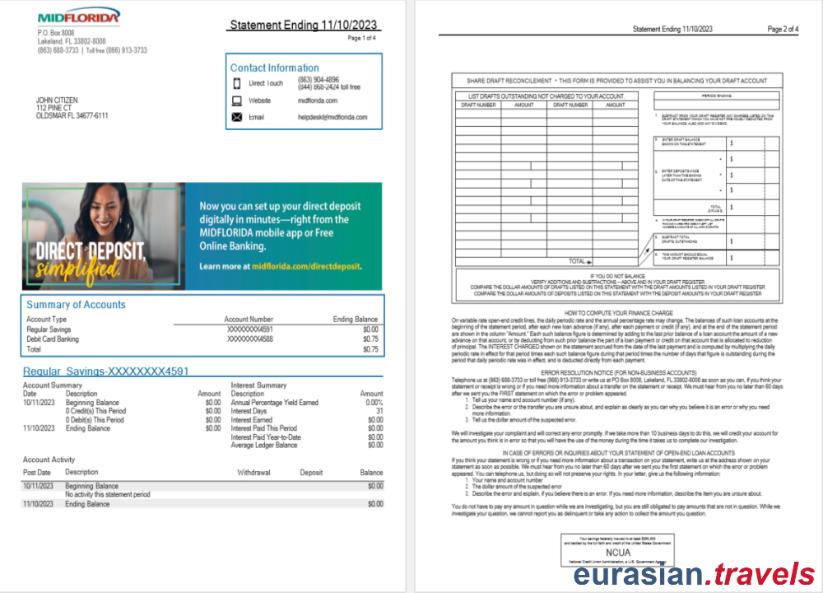 MIDFLORIDA
PO Box 8008
Lakeland, FL 33802-8008
(863) 688-3733 | Toll free (866) 913-3733
Statement Ending 11/10/2023
Page 1 of 4
Contact Information
Direct Touch (863) 904-4896
(844) 868-2424 toll free
Website midflorida.com
Email helpdesk@midflorida.com
JOHN CITIZEN
112 PINE CT
OLDSMAR FL 34677-6111
DIRECT DEPOSIT,
simplified.
Now you can set up your direct deposit
digitally in minutes—right from the
MIDFLORIDA mobile app or Free
Online Banking.
Learn more at midflorida.com/directdeposit.
Summary of Accounts
Account Type Account Number Ending Balance
Regular Savings XXXXXXXX4591 $0.00
Debit Card Banking XXXXXXXX4588 $0.75
Total $0.75
Regular Savings-XXXXXXXX4591
Account Summary
Date Description Amount
10/11/2023 Beginning Balance $0.00
0 Credit(s) This Period $0.00
0 Debit(s) This Period $0.00
11/10/2023 Ending Balance $0.00
Interest Summary
Description Amount
Annual Percentage Yield Earned 0.00%
Interest Days 31
Interest Earned $0.00
Interest Paid This Period $0.00
Interest Paid Year-to-Date $0.00
Average Ledger Balance $0.00
Account Activity
Post Date Description Withdrawal Deposit Balance
10/11/2023 Beginning Balance $0.00
No activity this statement period
11/10/2023 Ending Balance $0.00
Statement Ending 11/10/2023 Page 2 of 4
SHARE DRAFT RECONCILEMENT • THIS FORM IS PROVIDED TO ASSIST YOU IN BALANCING YOUR DRAFT ACCOUNT
LIST DRAFTS OUTSTANDING NOT CHARGED TO YOUR ACCOUNT.
DRAFT NUMBER AMOUNT DRAFT NUMBER AMOUNT
TOTAL
PERIOD ENDING
2. ENTER DRAFT BALANCE
SHOWN ON THIS STATEMENT $
3. ENTER DEPOSITS MADE
LATER THAN THE ENDING
DATE OF THIS STATEMENT
+ $
+ $
+ $
TOTAL
(2 PLUS 3) $
5. SUBTRACT TOTAL
DRAFTS OUTSTANDING $
6. THIS AMOUNT SHOULD EQUAL
YOUR DRAFT REGISTER BALANCE $
IF YOU DO NOT BALANCE
VERIFY ADDITIONS AND SUBTRACTIONS - ABOVE AND IN YOUR DRAFT REGISTER
COMPARE THE DOLLAR AMOUNTS OF DRAFTS LISTED ON THIS STATEMENT WITH THE DRAFT AMOUNTS LISTED IN YOUR DRAFT REGISTER
COMPARE THE DOLLAR AMOUNTS OF DEPOSITS LISTED ON THIS STATEMENT WITH THE DEPOSIT AMOUNTS IN YOUR DRAFT REGISTER
HOW TO COMPUTE YOUR FINANCE CHARGE
On variable rate open-end credit lines, the daily periodic rate and the annual percentage rate may change. The balances of such loan accounts at the
beginning of the statement period, after each new loan advance (if any), after each payment or credit (if any), and at the end of the statement period
are shown in the column "Amount." Each such balance figure is determined by adding to the last prior balance of a loan account the amount of a new
advance on that account, or by deducting from such prior balance the part of a loan payment or credit on that account that is allocated to reduction
of principal. The INTEREST CHARGED shown on the statement accrued from the date of the last payment and is computed by multiplying the daily
periodic rate in effect for that period times each such balance figure during that period times the number of days that figure is outstanding during the
period that daily periodic rate was in effect, and is deducted in each payment.
ERROR RESOLUTION NOTICE (FOR NON-BUSINESS ACCOUNTS)
Telephone us at (863) 688-3733 or toll free (866) 913-3733 or write us at PO Box 8008, Lakeland, FL 33802-8008 as soon as you can, if you think your
statement or receipt is wrong or if you need more information about a transfer on the statement or receipt. We must hear from you no later than 60 days
after we sent you the FIRST statement on which the error or problem appeared.
1. Tell us your name and account number (if any).
2. Describe the error or the transfer you are unsure about, and explain as clearly as you can why you believe it is an error or why you need
more information.
3. Tell us the dollar amount of the suspected error.
We will investigate your complaint and will correct any error promptly. If we take more than 10 business days to do this, we will credit your account for
the amount you think is in error so that you will have the use of the money during the time it takes us to complete our investigation.
IN CASE OF ERRORS OR INQUIRIES ABOUT YOUR STATEMENT OF OPEN-END LOAN ACCOUNTS
If you think your statement is wrong or if you need more information about a transaction on your statement, write us at the address shown on your
statement as soon as possible. We must hear from you no later than 60 days after we sent you the first statement on which the error or problem
appeared. You can telephone us, but doing so will not preserve your rights. In your letter, give us the following information:
1. Your name and account number
2. The dollar amount of the suspected error
3. Describe the error and explain, if you believe there is an error. If you need more information, describe the item you are unsure about.
You do not have to pay any amount in question while we are investigating, but you are still obligated to pay amounts that are not in question. While we
investigate your question, we cannot report you as delinquent or take any action to collect the amount you question.
Your savings federally insured to at least $250,000
and backed by the full faith and credit of the United States Government
NCUA
National Credit Union Administration, a U.S. Government Agency
eurasian.travels